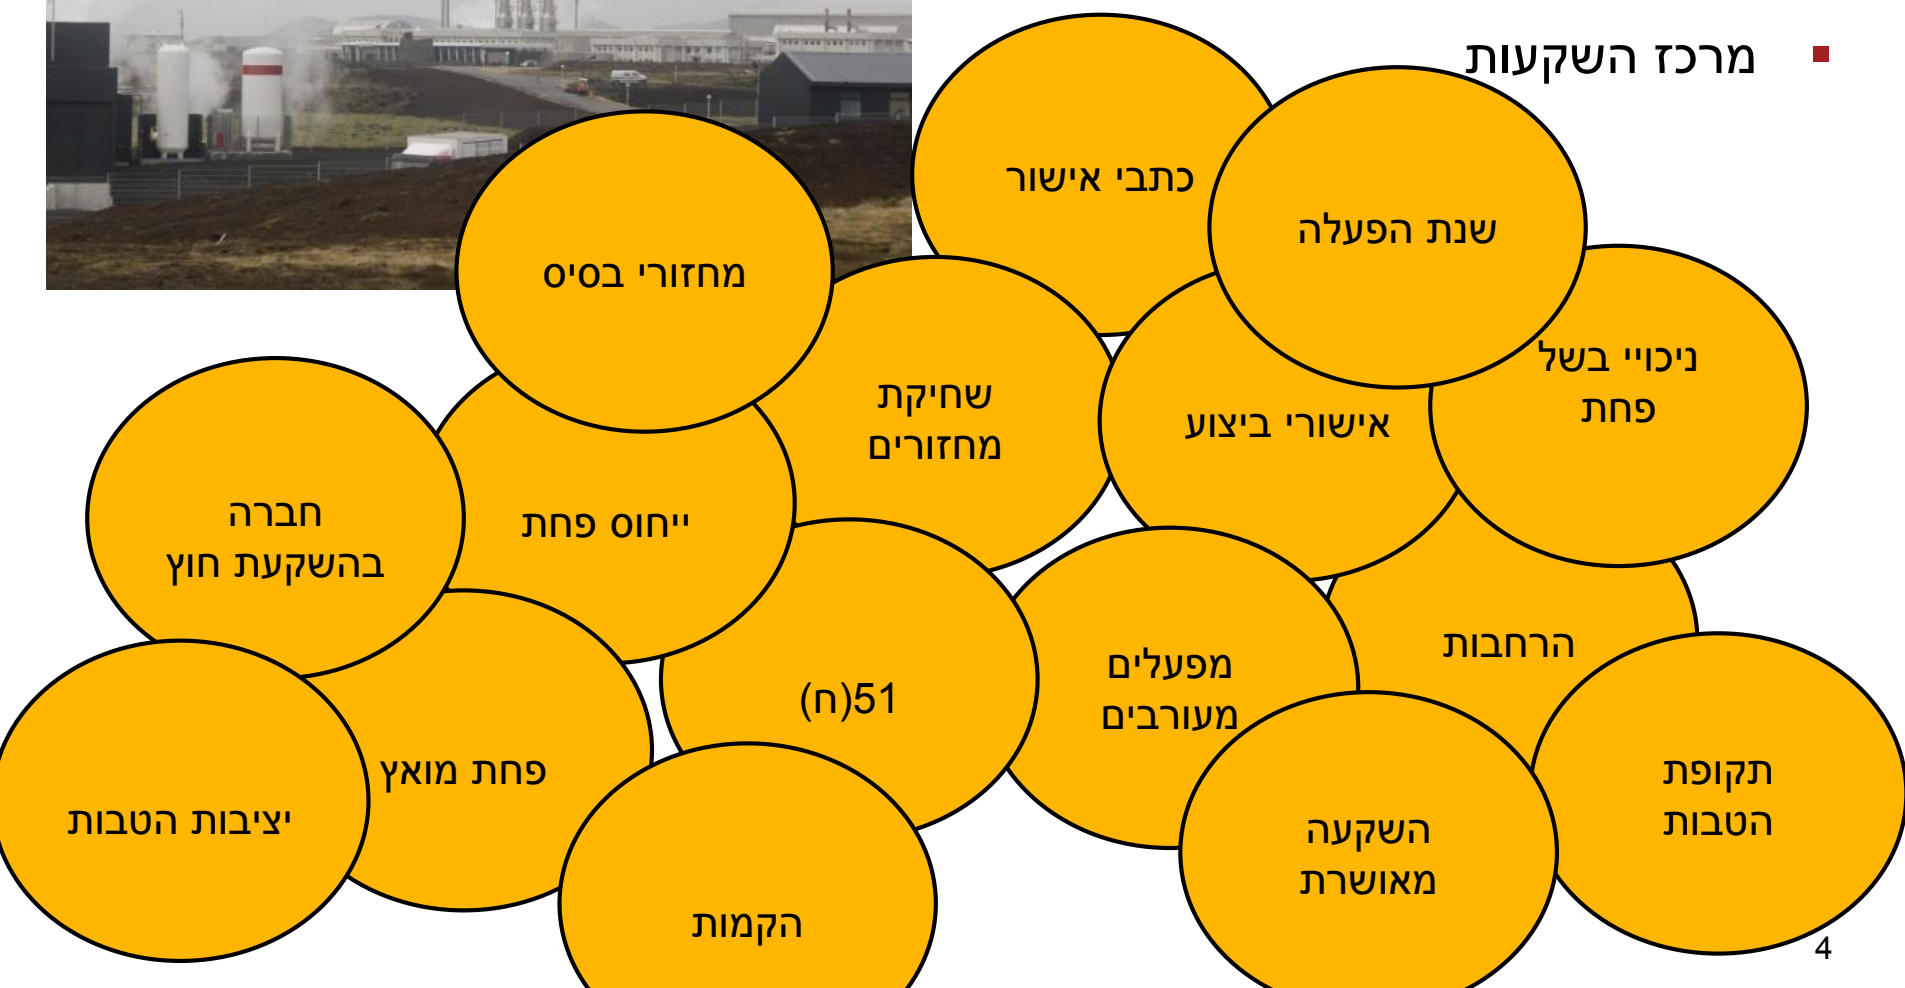 מרכז השקעות
כתבי אישור
שנת הפעלה
מחזורי בסיס
ניכויי בשל
פחת
שחיקת
מחזורים
אישורי ביצוע
חברה
בהשקעת חוץ
ייחוס פחת
הרחבות
מפעלים
מעורבים
51(ח)
פחת מואץ
תקופת
הטבות
יציבות הטבות
השקעה
מאושרת
הקמות
4